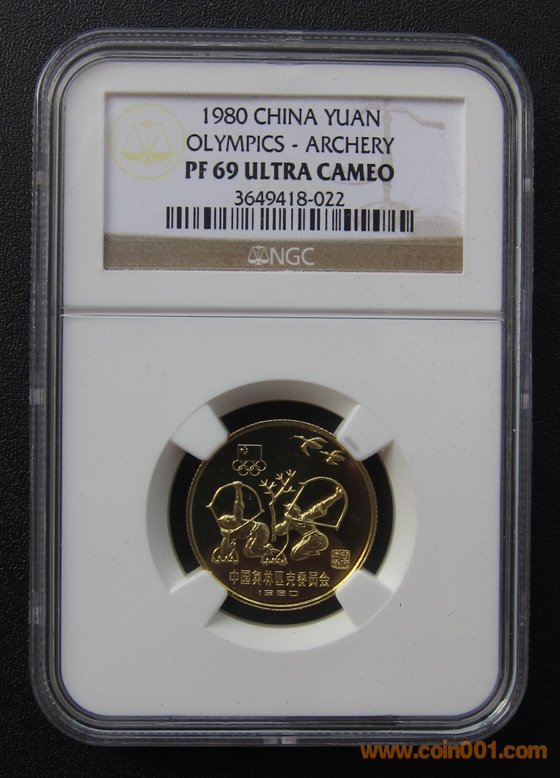 1980 CHINA YUAN
OLYMPICS - ARCHERY
PF 69 ULTRA CAMEO
3649418-022
NGC
中国奥林匹克委员会
1980
www.coin001.com